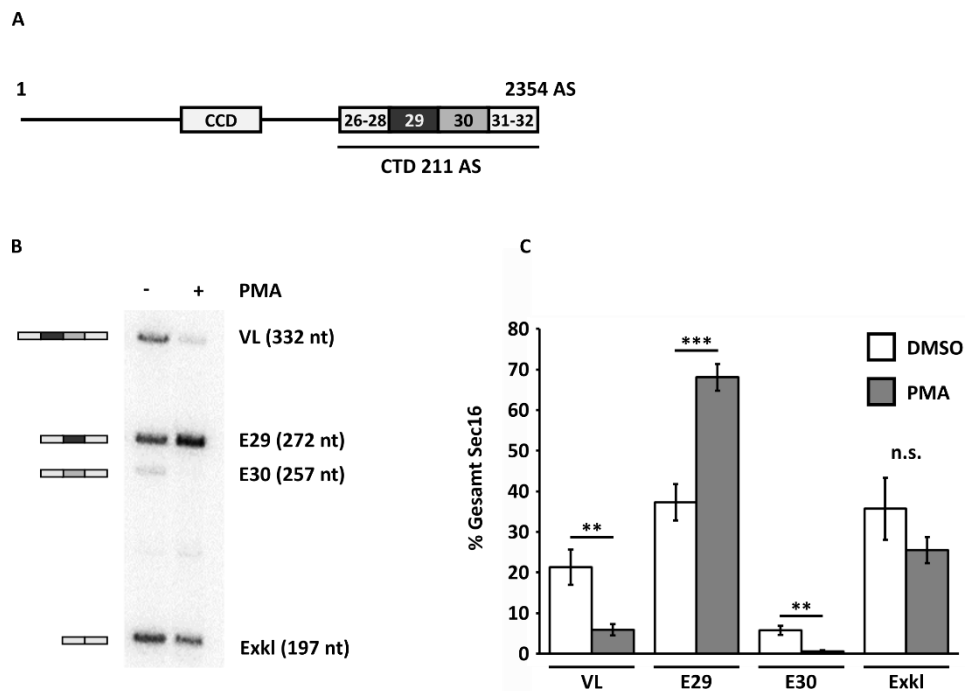 A
1
2354 AS
CCD
26-28 29 30 31-32
CTD 211 AS
B
- + PMA
VL (332 nt)
E29 (272 nt)
E30 (257 nt)
Exkl (197 nt)
C
% Gesamt Sec16
80
70
60
50
40
30
20
10
0
DMSO
PMA
**
***
**
n.s.
VL E29 E30 Exkl